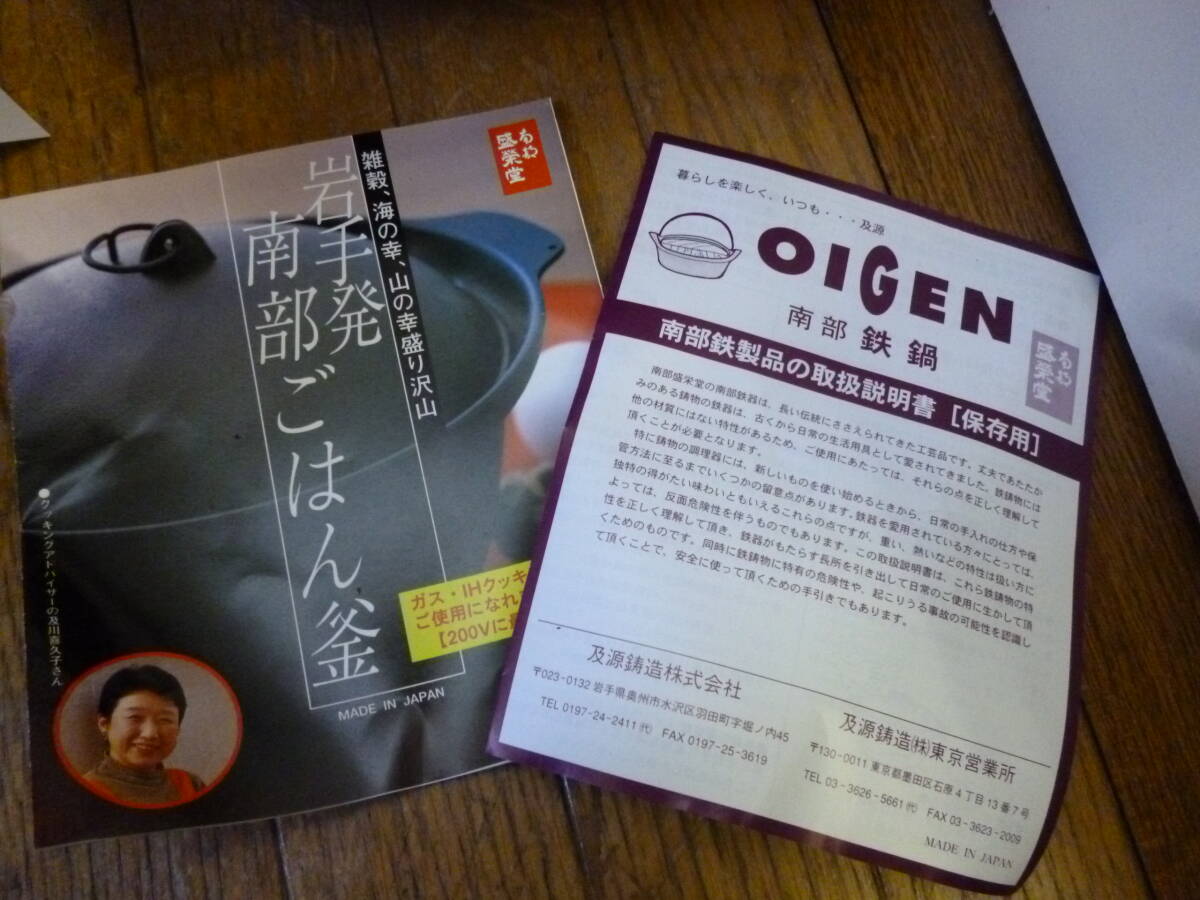 南部
盛榮堂
雑穀、海の幸、山の幸盛り沢山
岩手発
南部ごはん釜
ガス・IHクッキ
ご使用になれ
【200Vに
MADE IN JAPAN
●クッキングアドバイザーの及川喜久子さん
暮らしを楽しく、いつも・・・及源
OIGEN
南部鉄鍋
南部
盛榮堂
南部鉄製品の取扱説明書［保存用］
南部盛栄堂の南部鉄器は、長い伝統にささえられてきた工芸品です。丈夫であたたか
みのある鋳物の鉄器は、古くから日常の生活用具として愛されてきました。鉄鋳物には
他の材質にはない特性があるため、ご使用にあたっては、それらの点を正しく理解して
頂くことが必要となります。
特に鋳物の調理器には、新しいものを使い始めるときから、日常の手入れの仕方や保
管方法に至るまでいくつかの留意点があります。鉄器を愛用されている方々にとっては、
独特の得がたい味わいともいえるこれらの点ですが、重い、熱いなどの特性は扱い方に
よっては、反面危険性を伴うものでもあります。この取扱説明書は、これら鉄鋳物の特
性を正しく理解して頂き、鉄器がもたらす長所を引き出して日常のご使用に生かして頂
くためのものです。同時に鉄鋳物に特有の危険性や、起こりうる事故の可能性を認識し
て頂くことで、安全に使って頂くための手引きでもあります。
及源鋳造株式会社
〒023-0132 岩手県奥州市水沢区羽田町字堀ノ内45
TEL 0197-24-2411㈹ FAX 0197-25-3619
及源鋳造㈱東京営業所
〒130-0011 東京都墨田区石原4丁目13番7号
TEL 03-3626-5661㈹ FAX 03-3623-2009
MADE IN JAPAN